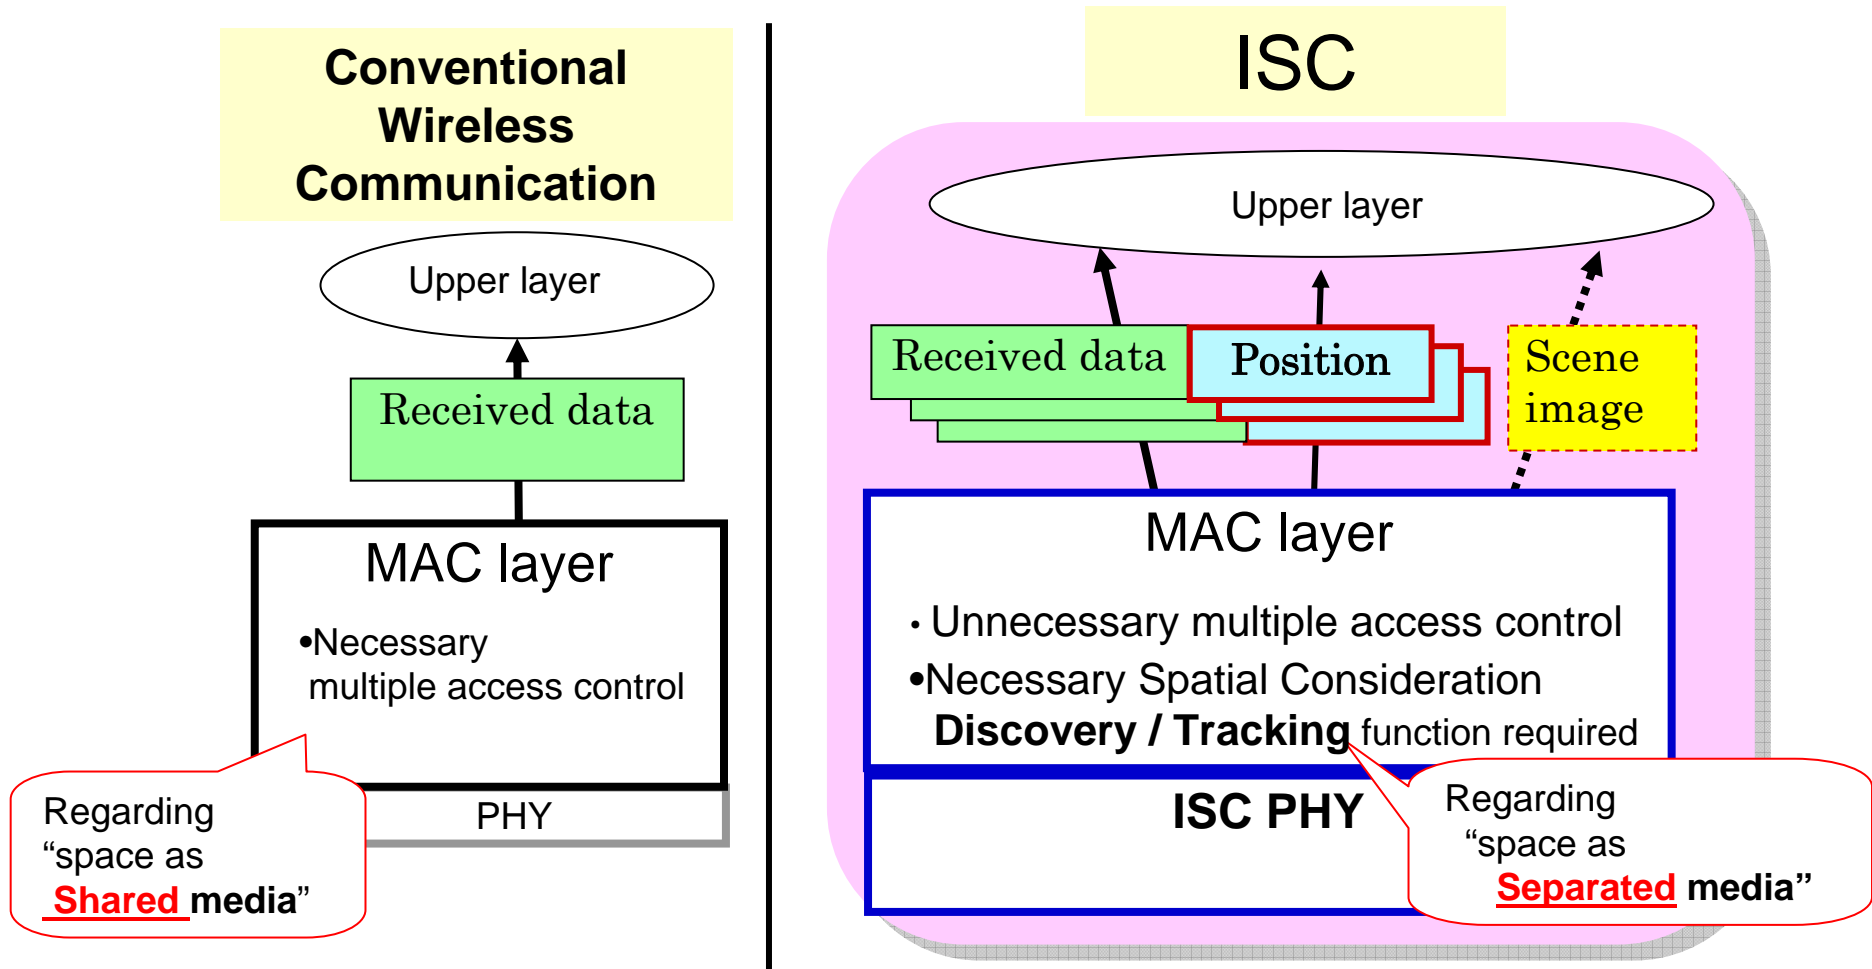 Conventional
Wireless
Communication
Upper layer
Received data
MAC layer
•Necessary
multiple access control
PHY
Regarding
“space as
Shared media”
ISC
Upper layer
Received data
Position
Scene
image
MAC layer
・Unnecessary multiple access control
•Necessary Spatial Consideration
Discovery / Tracking function required
ISC PHY
Regarding
“space as
Separated media”